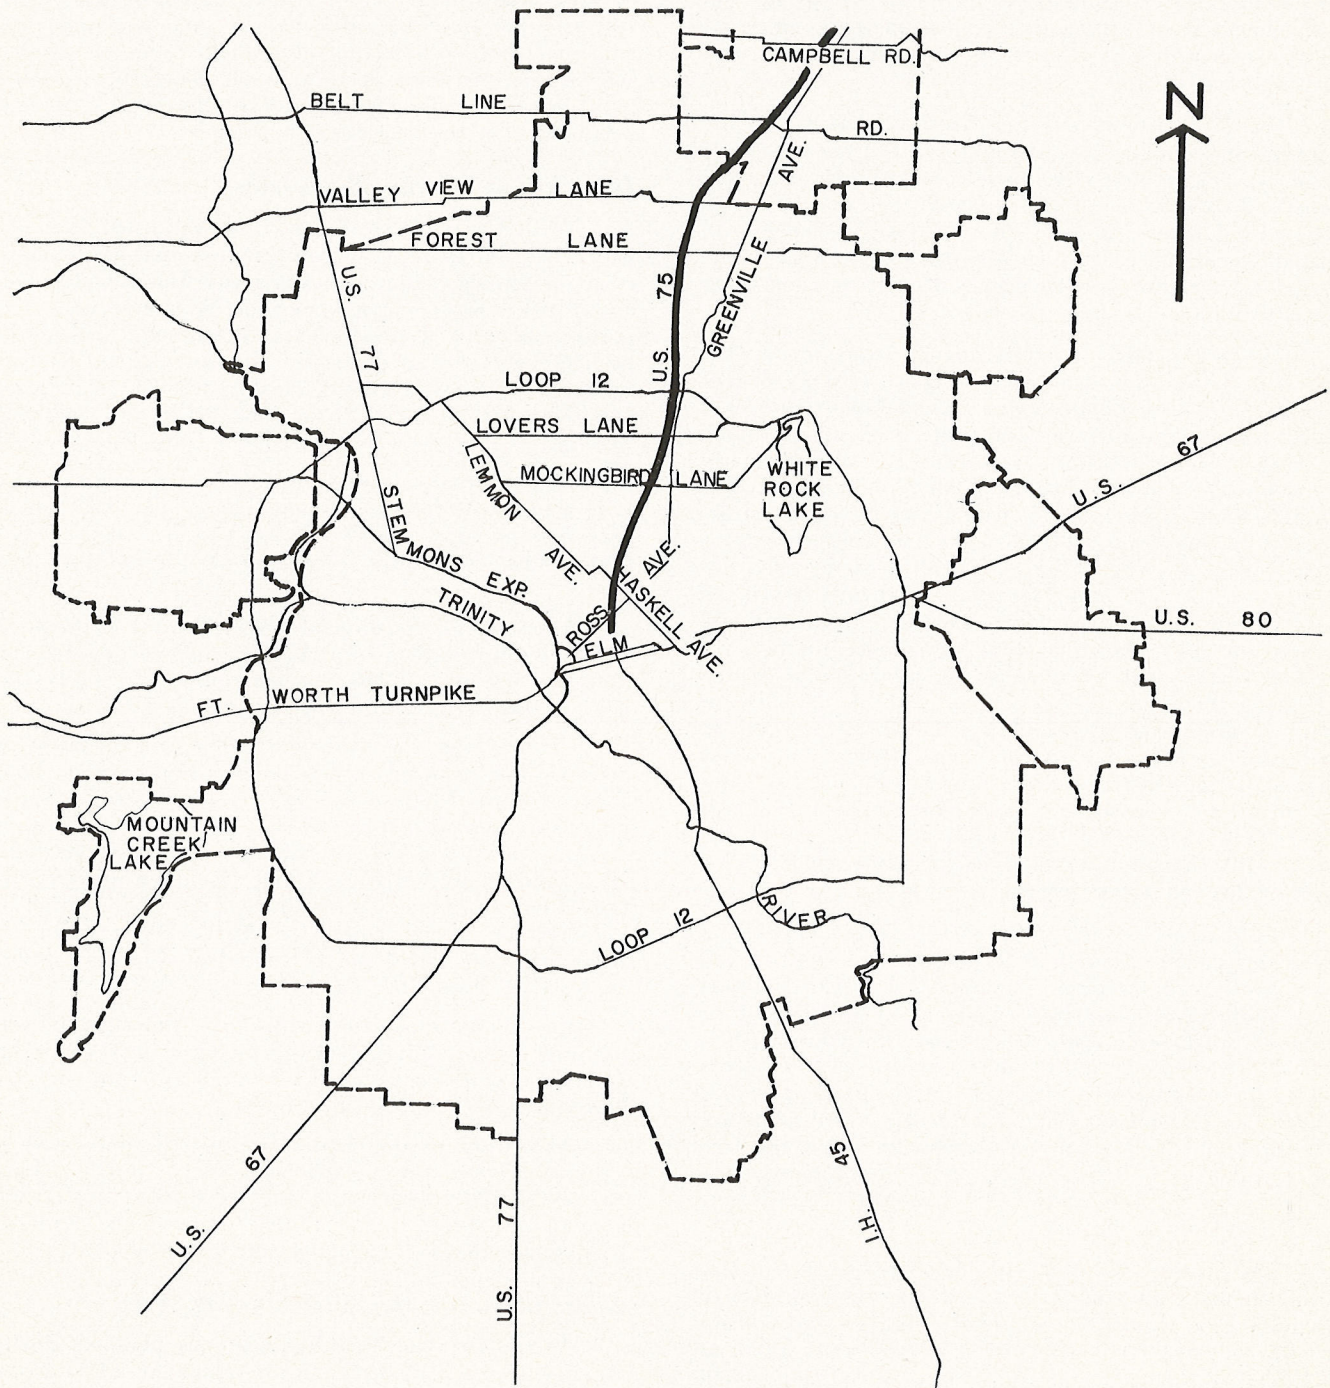 CAMPBELL RD.
N
BELT LINE RD.
AVE.
VALLEY VIEW LANE
FOREST LANE
GREENVILLE
U.S. 77
U.S. 75
LOOP 12
LOVERS LANE
LEMMON AVE.
MOCKINGBIRD LANE
WHITE
ROCK
LAKE
U.S. 67
STEMMONS EXP.
AVE.
HASKELL AVE.
TRINITY
ROSS
ELM
U.S. 80
FT. WORTH TURNPIKE
MOUNTAIN
CREEK
LAKE
RIVER
LOOP 12
U.S. 67
U.S. 77
I.H. 45